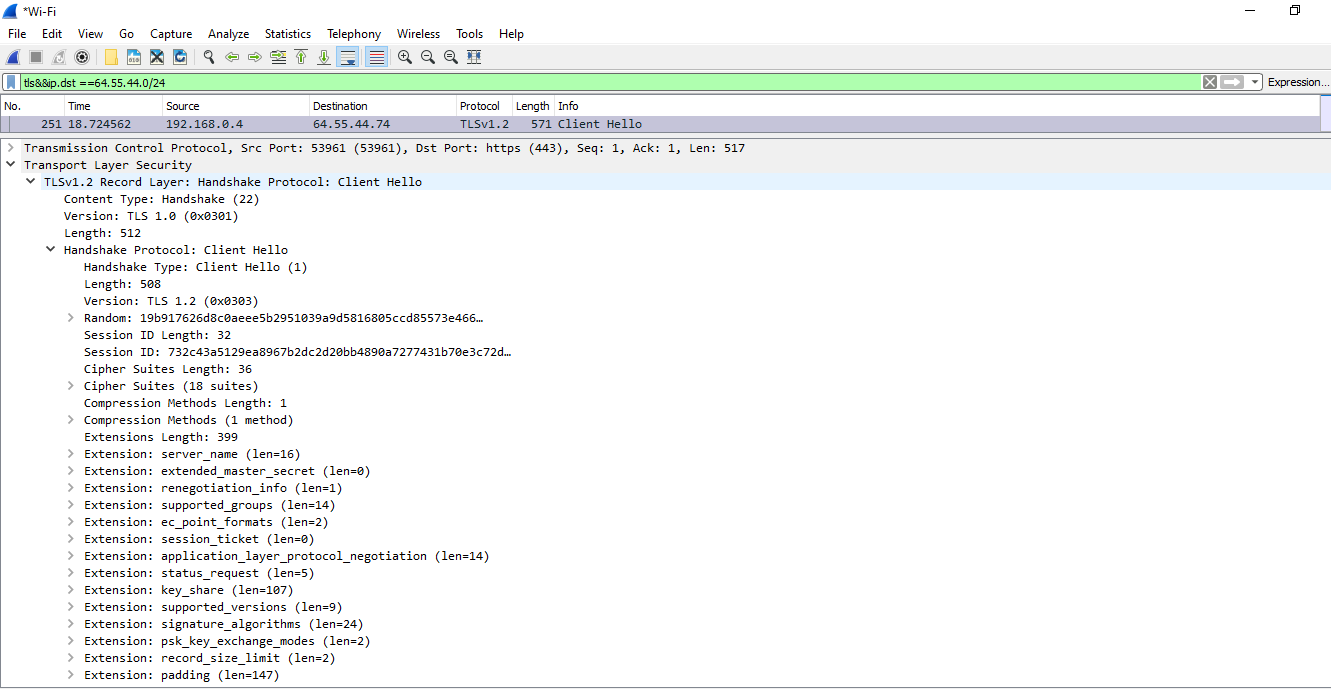 *Wi-Fi
File Edit View Go Capture Analyze Statistics Telephony Wireless Tools Help
tls&&ip.dst ==64.55.44.0/24 Expression...
No. Time Source Destination Protocol Length Info
251 18.724562 192.168.0.4 64.55.44.74 TLSv1.2 571 Client Hello
Transmission Control Protocol, Src Port: 53961 (53961), Dst Port: https (443), Seq: 1, Ack: 1, Len: 517
Transport Layer Security
TLSv1.2 Record Layer: Handshake Protocol: Client Hello
Content Type: Handshake (22)
Version: TLS 1.0 (0x0301)
Length: 512
Handshake Protocol: Client Hello
Handshake Type: Client Hello (1)
Length: 508
Version: TLS 1.2 (0x0303)
Random: 19b917626d8c0aeee5b2951039a9d5816805ccd85573e466…
Session ID Length: 32
Session ID: 732c43a5129ea8967b2dc2d20bb4890a7277431b70e3c72d…
Cipher Suites Length: 36
Cipher Suites (18 suites)
Compression Methods Length: 1
Compression Methods (1 method)
Extensions Length: 399
Extension: server_name (len=16)
Extension: extended_master_secret (len=0)
Extension: renegotiation_info (len=1)
Extension: supported_groups (len=14)
Extension: ec_point_formats (len=2)
Extension: session_ticket (len=0)
Extension: application_layer_protocol_negotiation (len=14)
Extension: status_request (len=5)
Extension: key_share (len=107)
Extension: supported_versions (len=9)
Extension: signature_algorithms (len=24)
Extension: psk_key_exchange_modes (len=2)
Extension: record_size_limit (len=2)
Extension: padding (len=147)